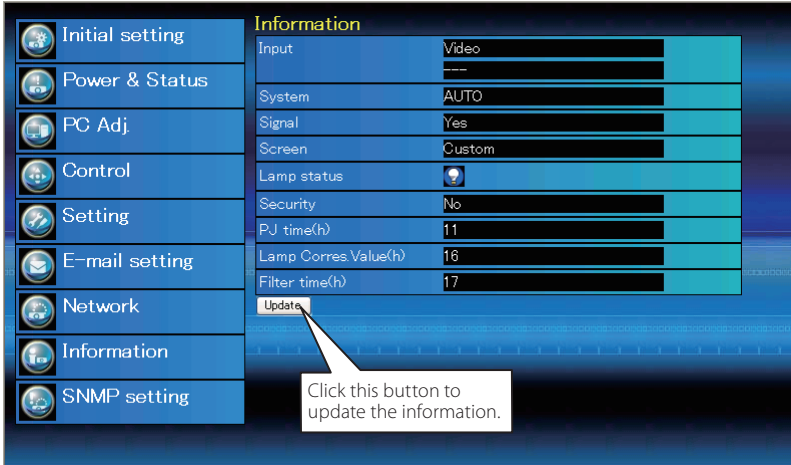 Initial setting
Power & Status
PC Adj.
Control
Setting
E-mail setting
Network
Information
SNMP setting
Information
Input Video
---
System AUTO
Signal Yes
Screen Custom
Lamp status
Security No
PJ time(h) 11
Lamp Corres.Value(h) 16
Filter time(h) 17
Update
Click this button to
update the information.